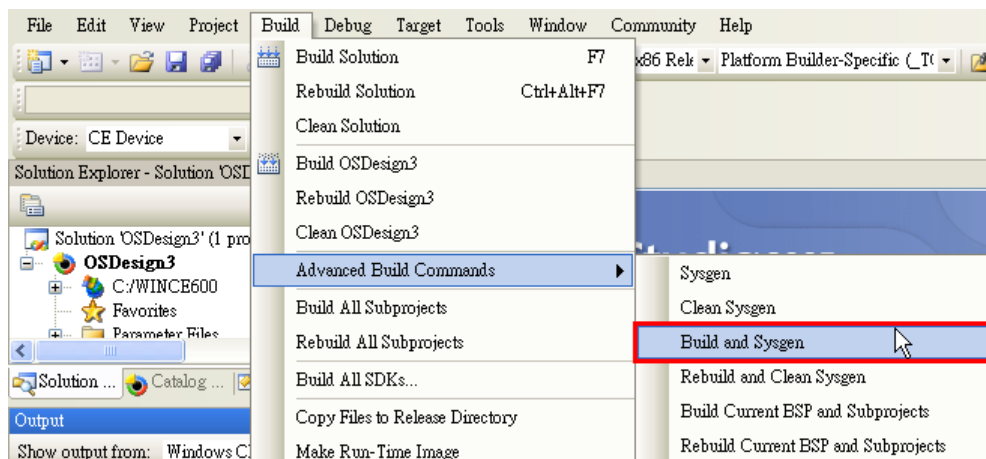 File Edit View Project Build Debug Target Tools Window Community Help
Build Solution F7
x86 Rele Platform Builder-Specific (_T(
Rebuild Solution Ctrl+Alt+F7
Device: CE Device
Clean Solution
Solution Explorer - Solution 'OSD
Build OSDesign3
Rebuild OSDesign3
Clean OSDesign3
Solution 'OSDesign3' (1 pro
OSDesign3
C:/WINCE600
Favorites
Parameter Files
Advanced Build Commands
Build All Subprojects
Rebuild All Subprojects
Build All SDKs...
Copy Files to Release Directory
Make Run-Time Image
Sysgen
Clean Sysgen
Build and Sysgen
Rebuild and Clean Sysgen
Build Current BSP and Subprojects
Rebuild Current BSP and Subprojects
Solution ... Catalog ...
Output
Show output from: Windows C